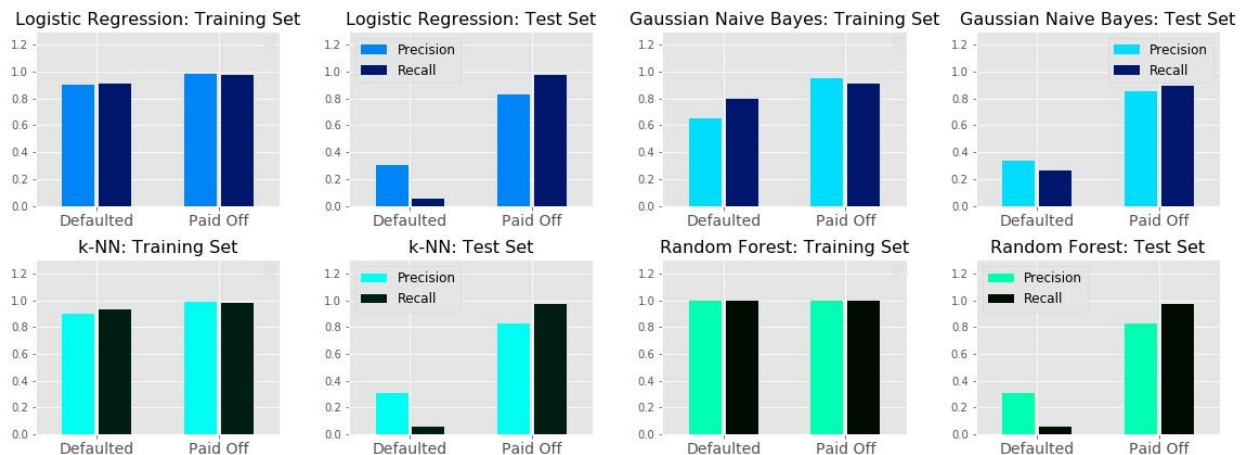 Logistic Regression: Training Set
Logistic Regression: Test Set
Gaussian Naive Bayes: Training Set
Gaussian Naive Bayes: Test Set
1.2
1.0
0.8
0.6
0.4
0.2
0.0
Defaulted
Paid Off
1.2
1.0
0.8
0.6
0.4
0.2
0.0
Precision
Recall
Defaulted
Paid Off
1.2
1.0
0.8
0.6
0.4
0.2
0.0
Defaulted
Paid Off
1.2
1.0
0.8
0.6
0.4
0.2
0.0
Precision
Recall
Defaulted
Paid Off
k-NN: Training Set
k-NN: Test Set
Random Forest: Training Set
Random Forest: Test Set
1.2
1.0
0.8
0.6
0.4
0.2
0.0
Defaulted
Paid Off
1.2
1.0
0.8
0.6
0.4
0.2
0.0
Precision
Recall
Defaulted
Paid Off
1.2
1.0
0.8
0.6
0.4
0.2
0.0
Defaulted
Paid Off
1.2
1.0
0.8
0.6
0.4
0.2
0.0
Precision
Recall
Defaulted
Paid Off